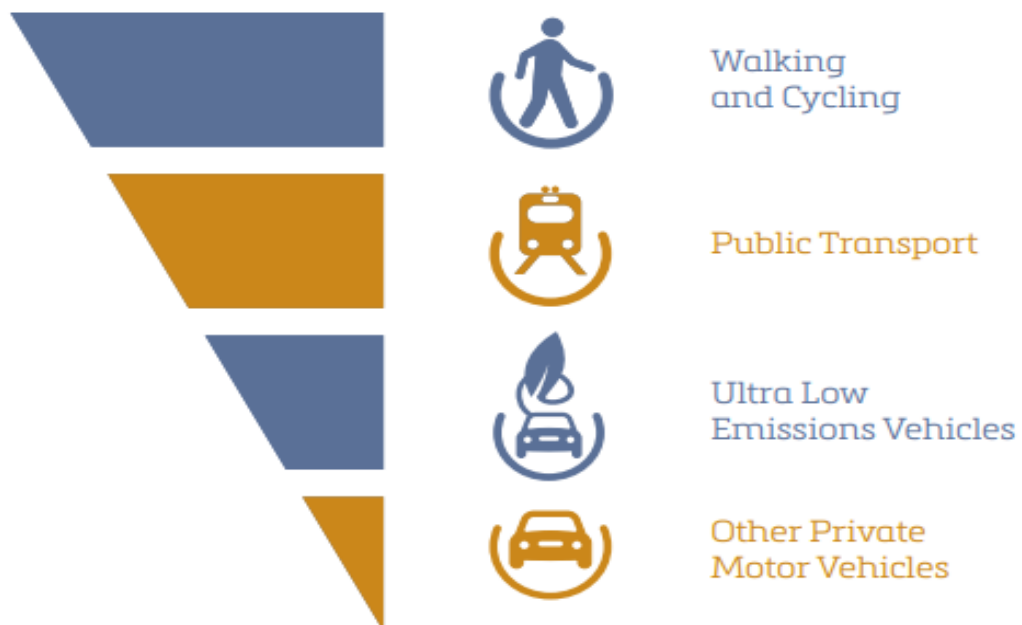 Walking
and Cycling
Public Transport
Ultra Low
Emissions Vehicles
Other Private
Motor Vehicles